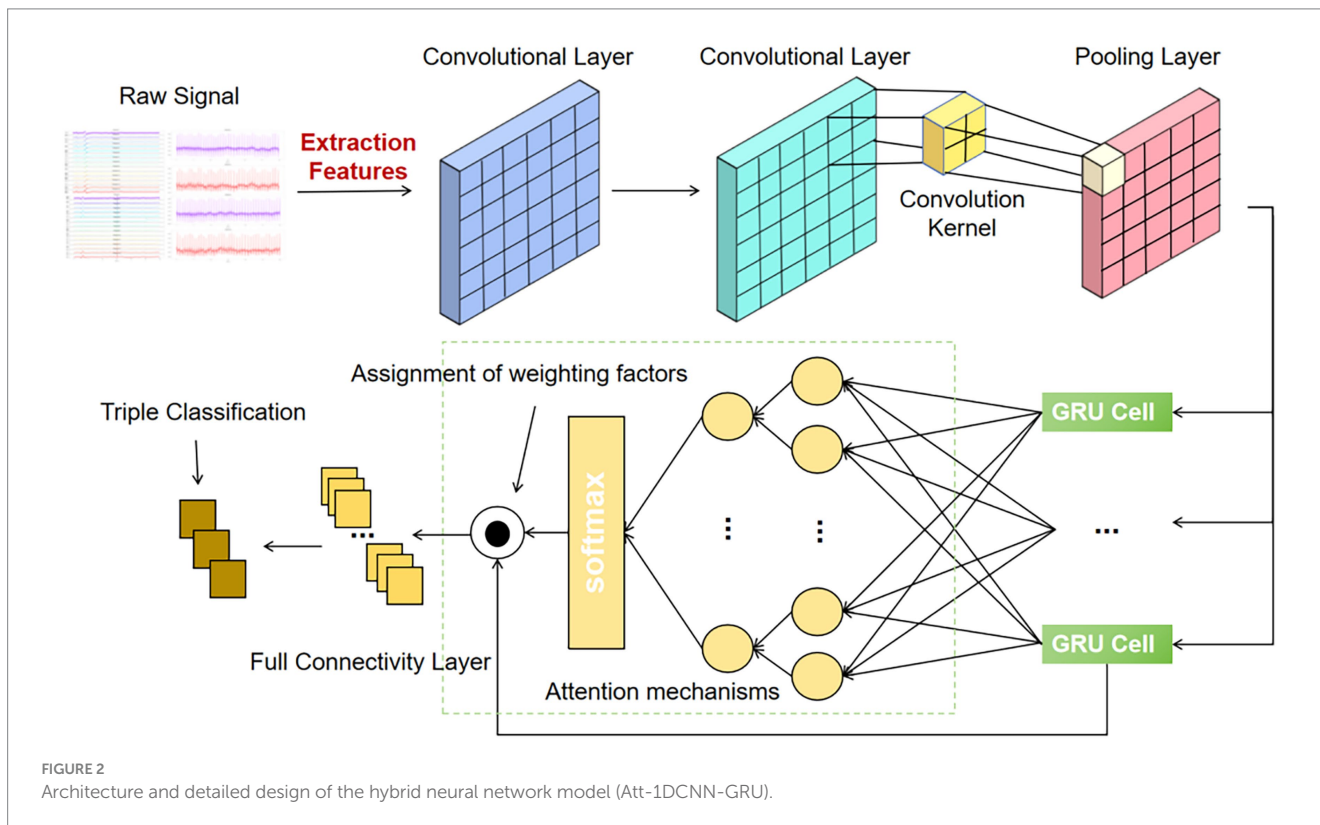 Convolutional Layer
Convolutional Layer
Pooling Layer
Raw Signal
Extraction
Features
Convolution
Kernel
Assignment of weighting factors
Triple Classification
GRU Cell
softmax
...
...
...
...
GRU Cell
Full Connectivity Layer
Attention mechanisms
FIGURE 2
Architecture and detailed design of the hybrid neural network model (Att-1DCNN-GRU).